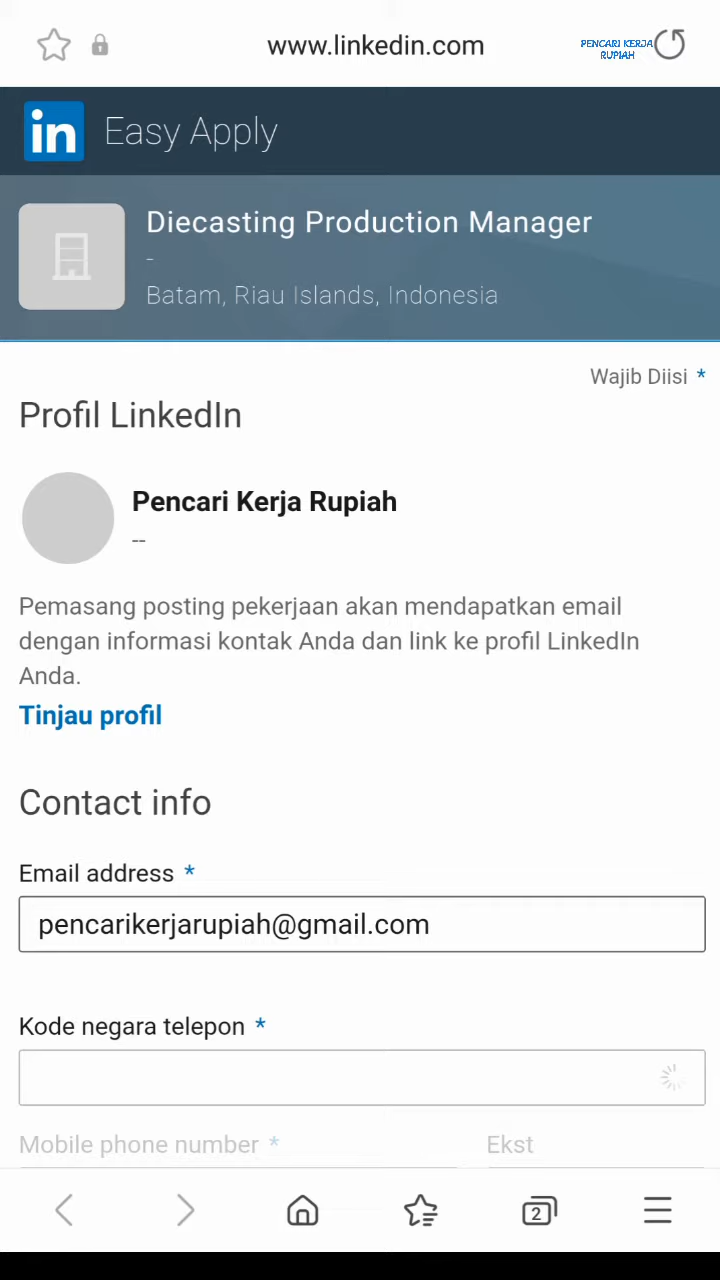 www.linkedin.com
PENCARI KERJA
RUPIAH
in Easy Apply
Diecasting Production Manager
-
Batam, Riau Islands, Indonesia
Wajib Diisi *
Profil LinkedIn
Pencari Kerja Rupiah
--
Pemasang posting pekerjaan akan mendapatkan email
dengan informasi kontak Anda dan link ke profil LinkedIn
Anda.
Tinjau profil
Contact info
Email address *
pencarikerjarupiah@gmail.com
Kode negara telepon *
Mobile phone number * Ekst
2